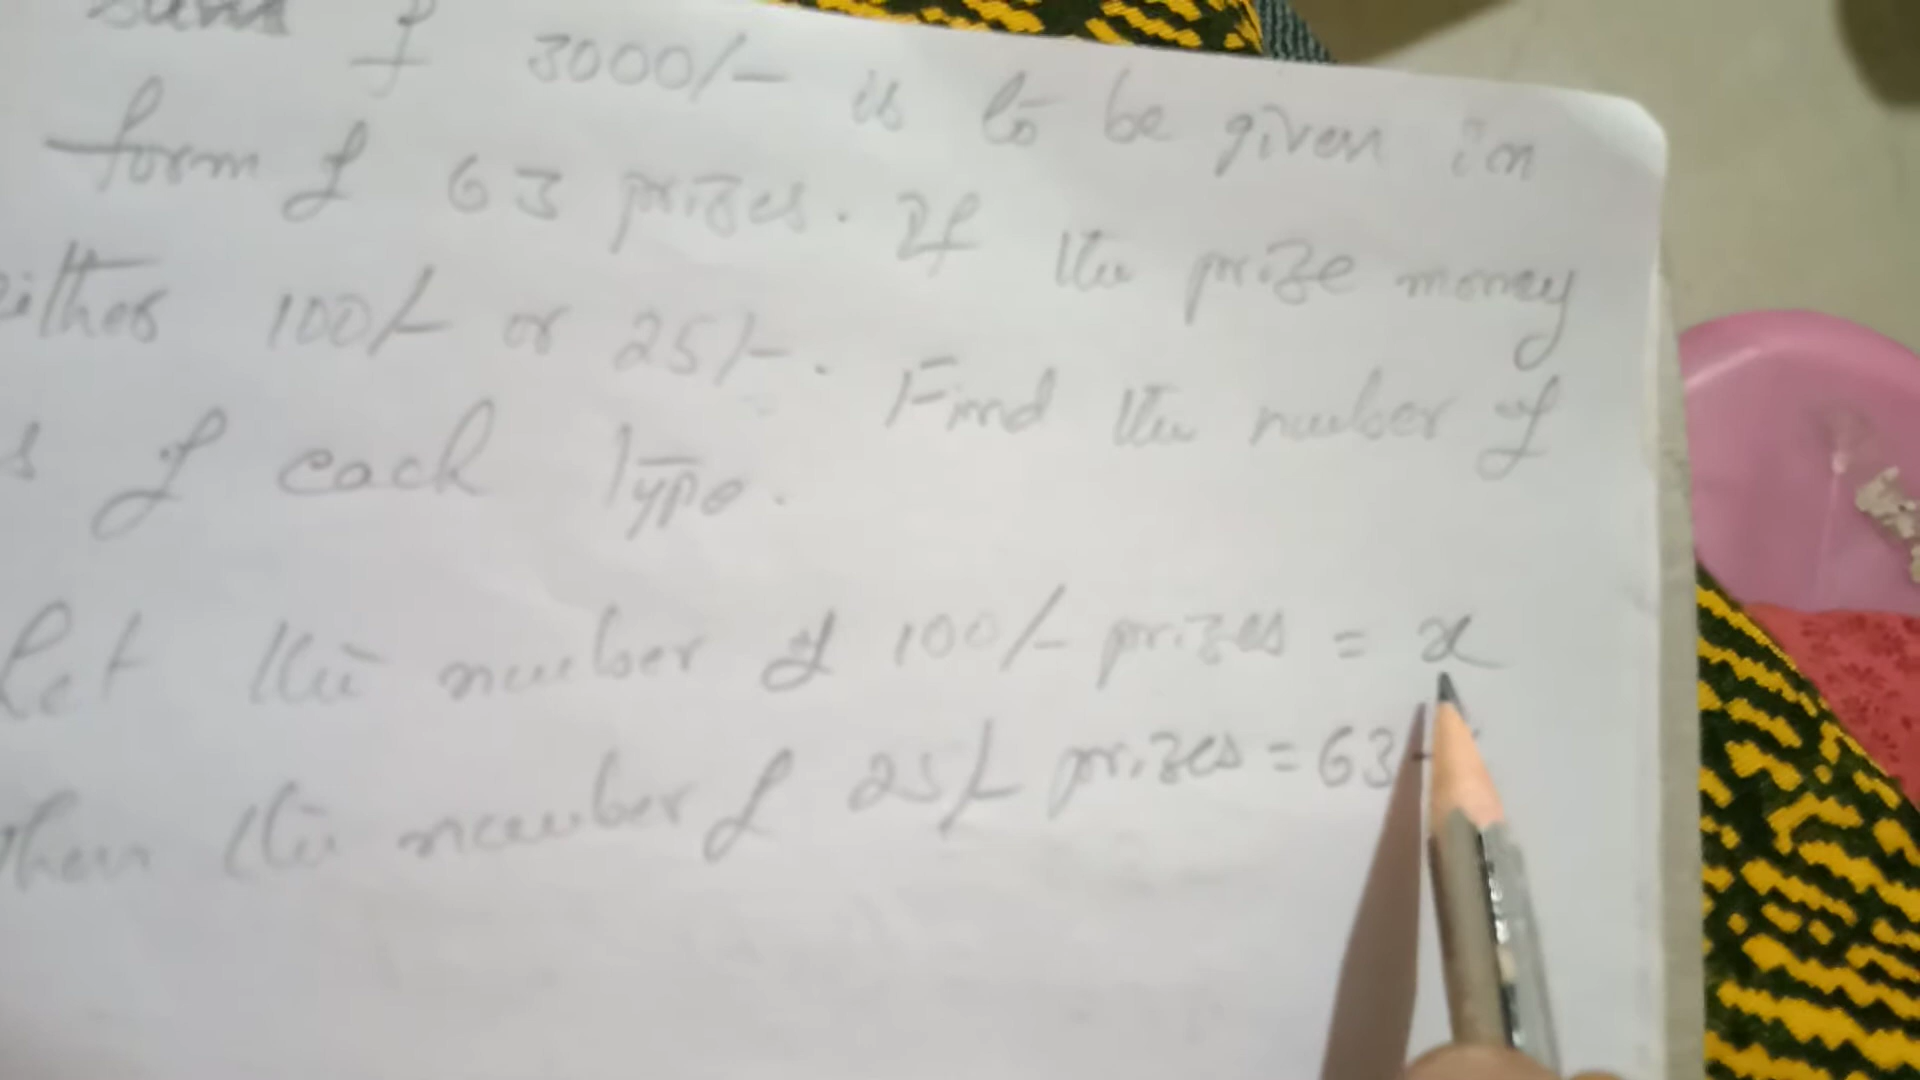 of 3000/- is to be given in
form of 63 prizes. If the prize money
either 100/- or 25/-. Find the number of
s of each type.
Let the number of 100/- prizes = x
then the number of 25/- prizes = 63-